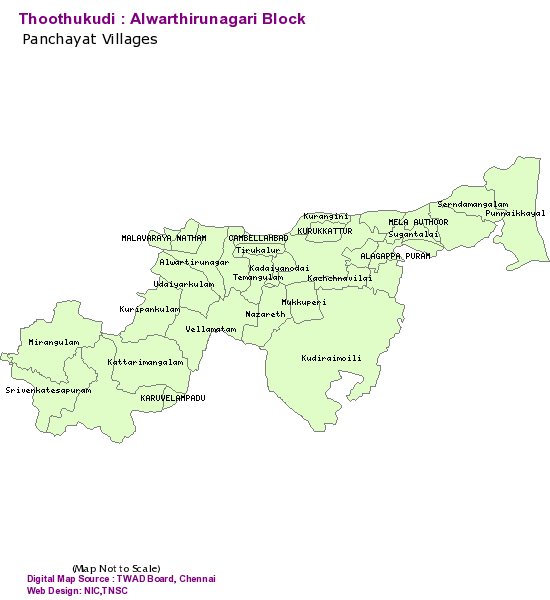 Thoothukudi : Alwarthirunagari Block
Panchayat Villages
Serndamangalam
Punnaikkayal
Kurangini
MELA AUTHOOR
KURUKKATTUR
Sugantalai
MALAVARAYA NATHAM
CAMBELLABAD
Tirukalur
ALAGAPPA PURAM
Alwartirunagar
Kadaiyanodai
Temangulam
Kachchnavilai
Udaiyarkulam
Mukkuperi
Kuripankulam
Nazareth
Vellamatam
Mirangulam
Kattarimangalam
Kudiraimoili
Srivenkatesapuram
KARUVELAMPADU
(Map Not to Scale)
Digital Map Source : TWAD Board, Chennai
Web Design: NIC,TNSC